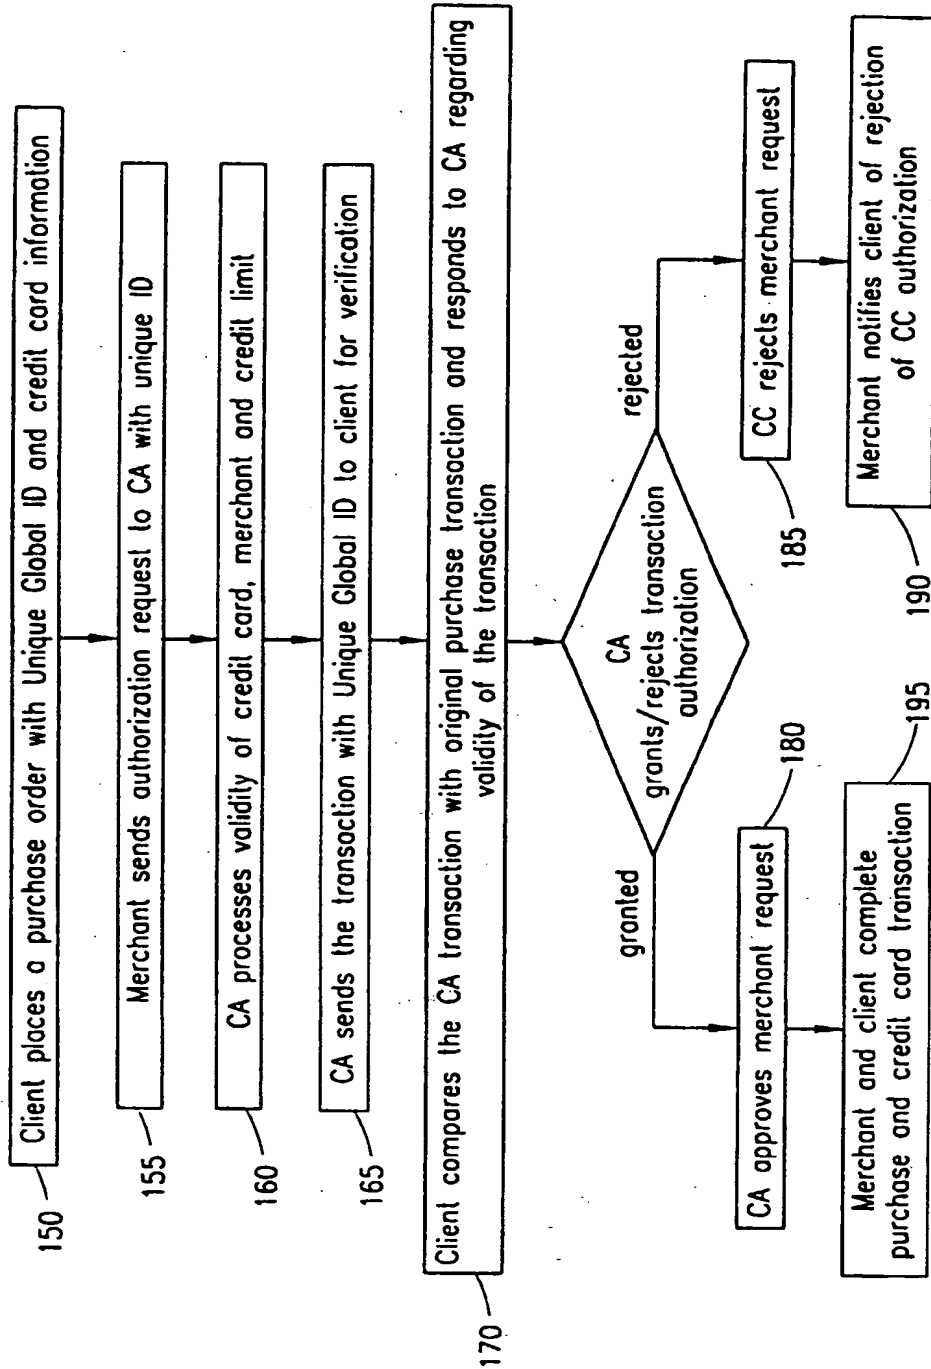 Client places a purchase order with Unique Global ID and credit card information
150
Merchant sends authorization request to CA with unique ID
155
CA processes validity of credit card, merchant and credit limit
160
CA sends the transaction with Unique Global ID to client for verification
165
Client compares the CA transaction with original purchase transaction and responds to CA regarding
validity of the transaction
170
CA
grants/rejects transaction
authorization
granted
rejected
CA approves merchant request
180
CC rejects merchant request
185
Merchant and client complete
purchase and credit card transaction
195
Merchant notifies client of rejection
of CC authorization
190